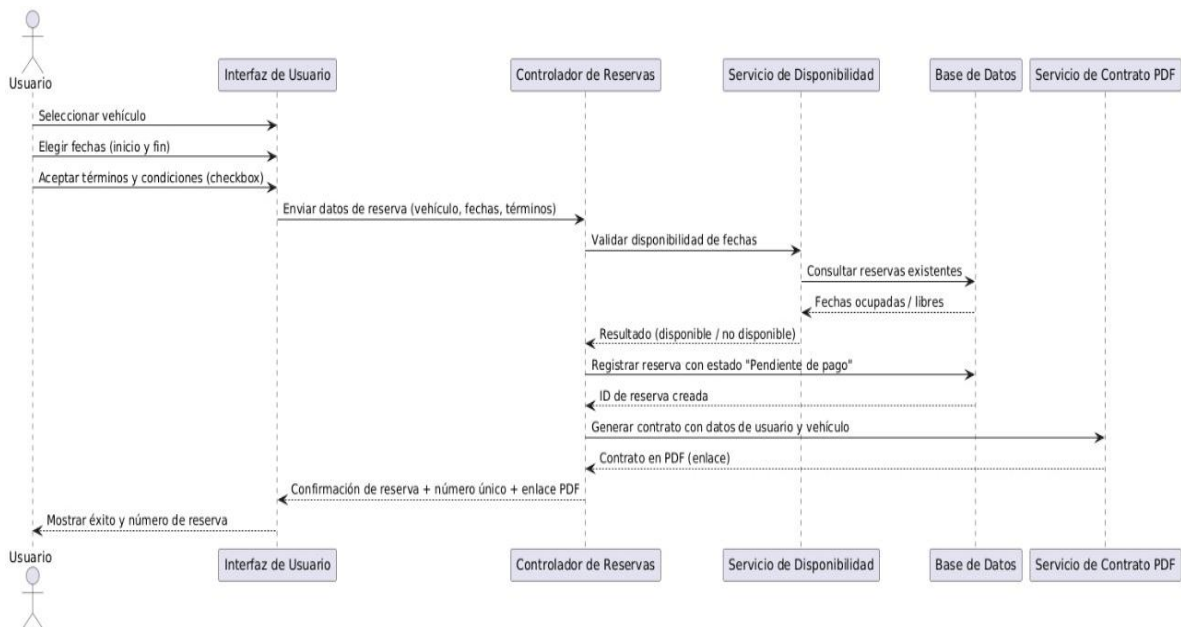 Usuario
Interfaz de Usuario
Controlador de Reservas
Servicio de Disponibilidad
Base de Datos
Servicio de Contrato PDF
Seleccionar vehículo
Elegir fechas (inicio y fin)
Aceptar términos y condiciones (checkbox)
Enviar datos de reserva (vehículo, fechas, términos)
Validar disponibilidad de fechas
Consultar reservas existentes
Fechas ocupadas / libres
Resultado (disponible / no disponible)
Registrar reserva con estado "Pendiente de pago"
ID de reserva creada
Generar contrato con datos de usuario y vehículo
Contrato en PDF (enlace)
Confirmación de reserva + número único + enlace PDF
Mostrar éxito y número de reserva
Usuario
Interfaz de Usuario
Controlador de Reservas
Servicio de Disponibilidad
Base de Datos
Servicio de Contrato PDF